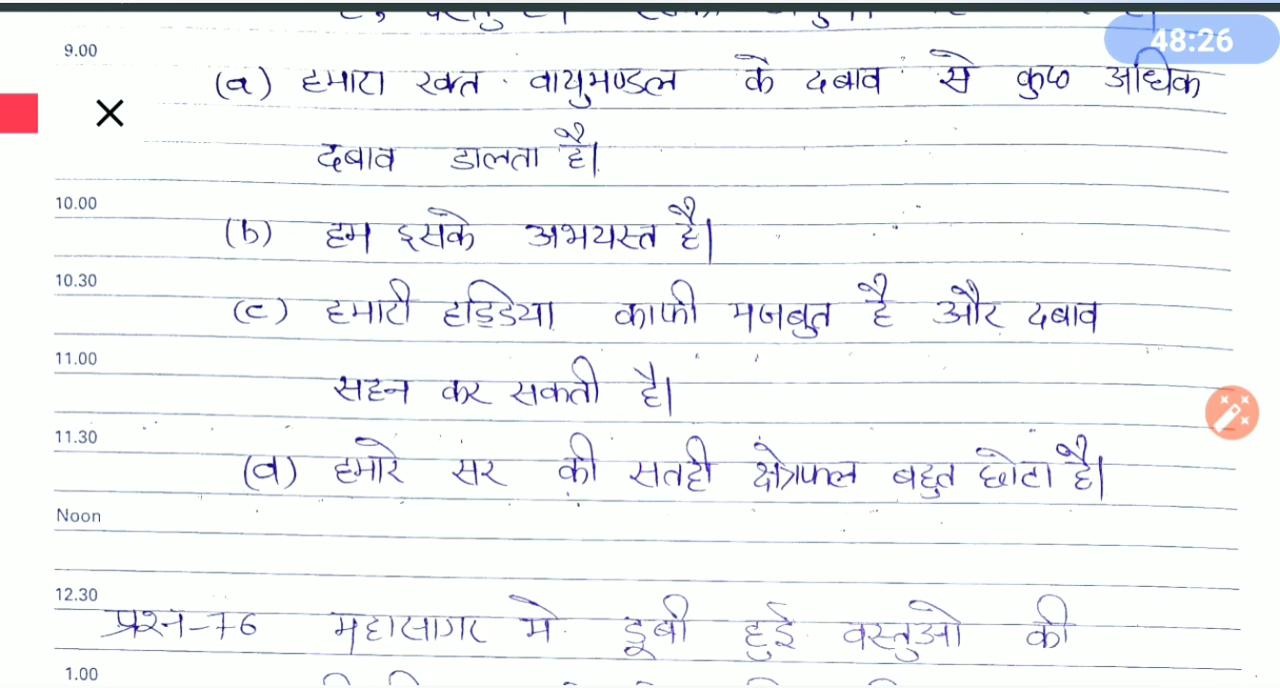 48:26
9.00
(a) हमारा रक्त वायुमण्डल के दबाव से कुछ अधिक
दबाव डालता है।
10.00
(b) हम इसके अभयस्त है।
10.30
(c) हमारी हड्डिया काफी मजबुत है और दबाव
11.00
सहन कर सकती है।
11.30
(d) हमारे सर की सतही क्षेत्रफल बहुत छोटा है।
Noon
12.30
प्रश्न-76 महासागर मे डूबी हुई वस्तुओ की
1.00